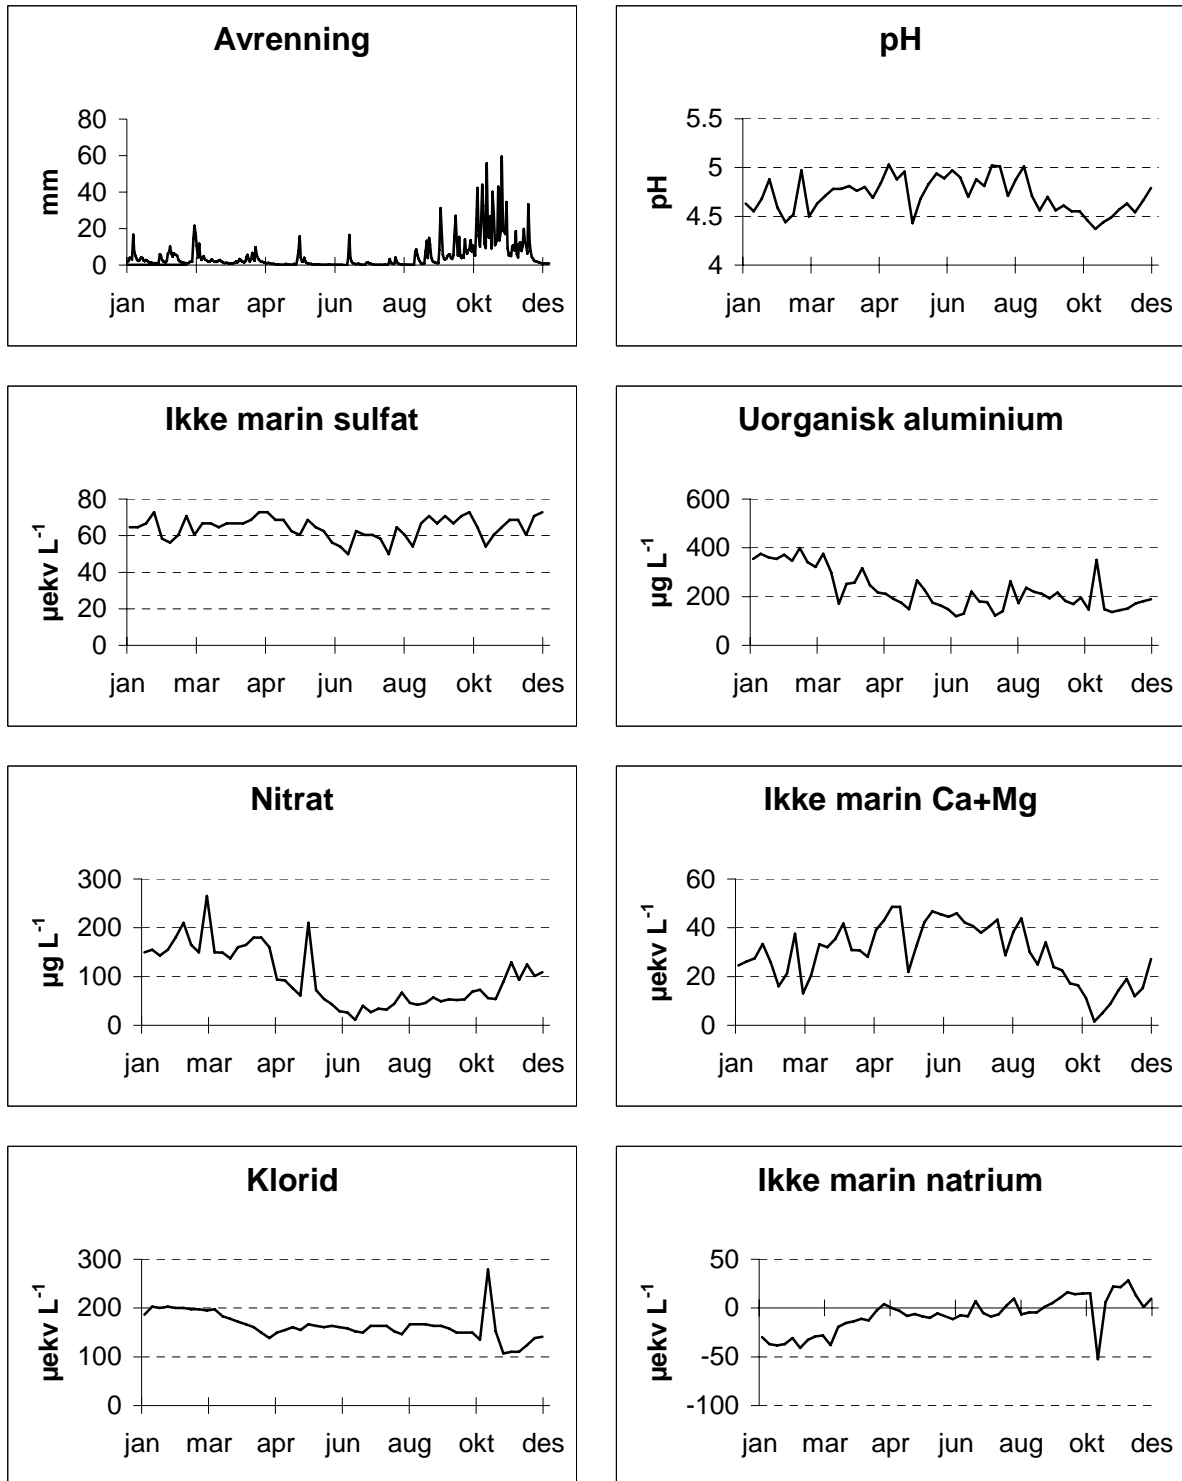 Avrenning
mm
80
60
40
20
0
jan mar apr jun aug okt des
pH
pH
5.5
5
4.5
4
jan mar apr jun aug okt des
Ikke marin sulfat
µekv L⁻¹
80
60
40
20
0
jan mar apr jun aug okt des
Uorganisk aluminium
µg L⁻¹
600
400
200
0
jan mar apr jun aug okt des
Nitrat
µg L⁻¹
300
200
100
0
jan mar apr jun aug okt des
Ikke marin Ca+Mg
µekv L⁻¹
60
40
20
0
jan mar apr jun aug okt des
Klorid
µekv L⁻¹
300
200
100
0
jan mar apr jun aug okt des
Ikke marin natrium
µekv L⁻¹
50
0
-50
-100
jan mar apr jun aug okt des